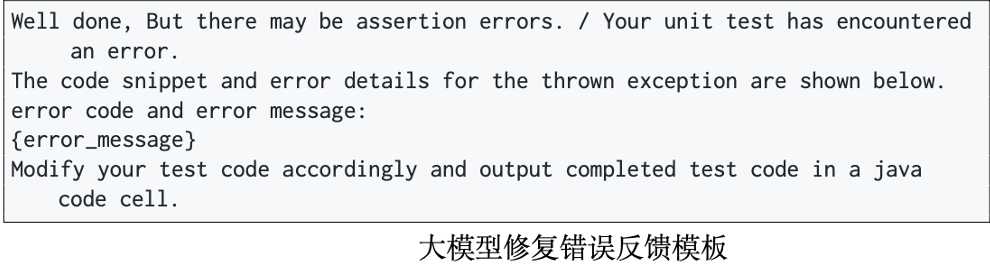 Well done, But there may be assertion errors. / Your unit test has encountered
an error.
The code snippet and error details for the thrown exception are shown below.
error code and error message:
{error_message}
Modify your test code accordingly and output completed test code in a java
code cell.
大模型修复错误反馈模板